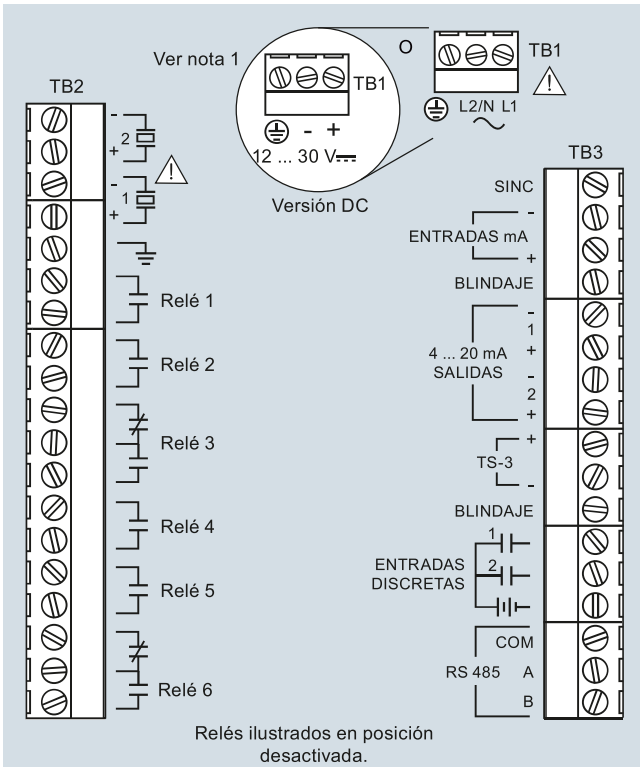 Ver nota 1
O
TB1
TB1
L2/N L1
- +
12 ... 30 V
Versión DC
TB2
-
2
+
-
1
+
Relé 1
Relé 2
Relé 3
Relé 4
Relé 5
Relé 6
TB3
SINC
-
ENTRADAS mA
+
BLINDAJE
-
1
4 ... 20 mA
+
SALIDAS
-
2
+
+
TS-3
-
BLINDAJE
1
ENTRADAS
2
DISCRETAS
COM
RS 485 A
B
Relés ilustrados en posición
desactivada.